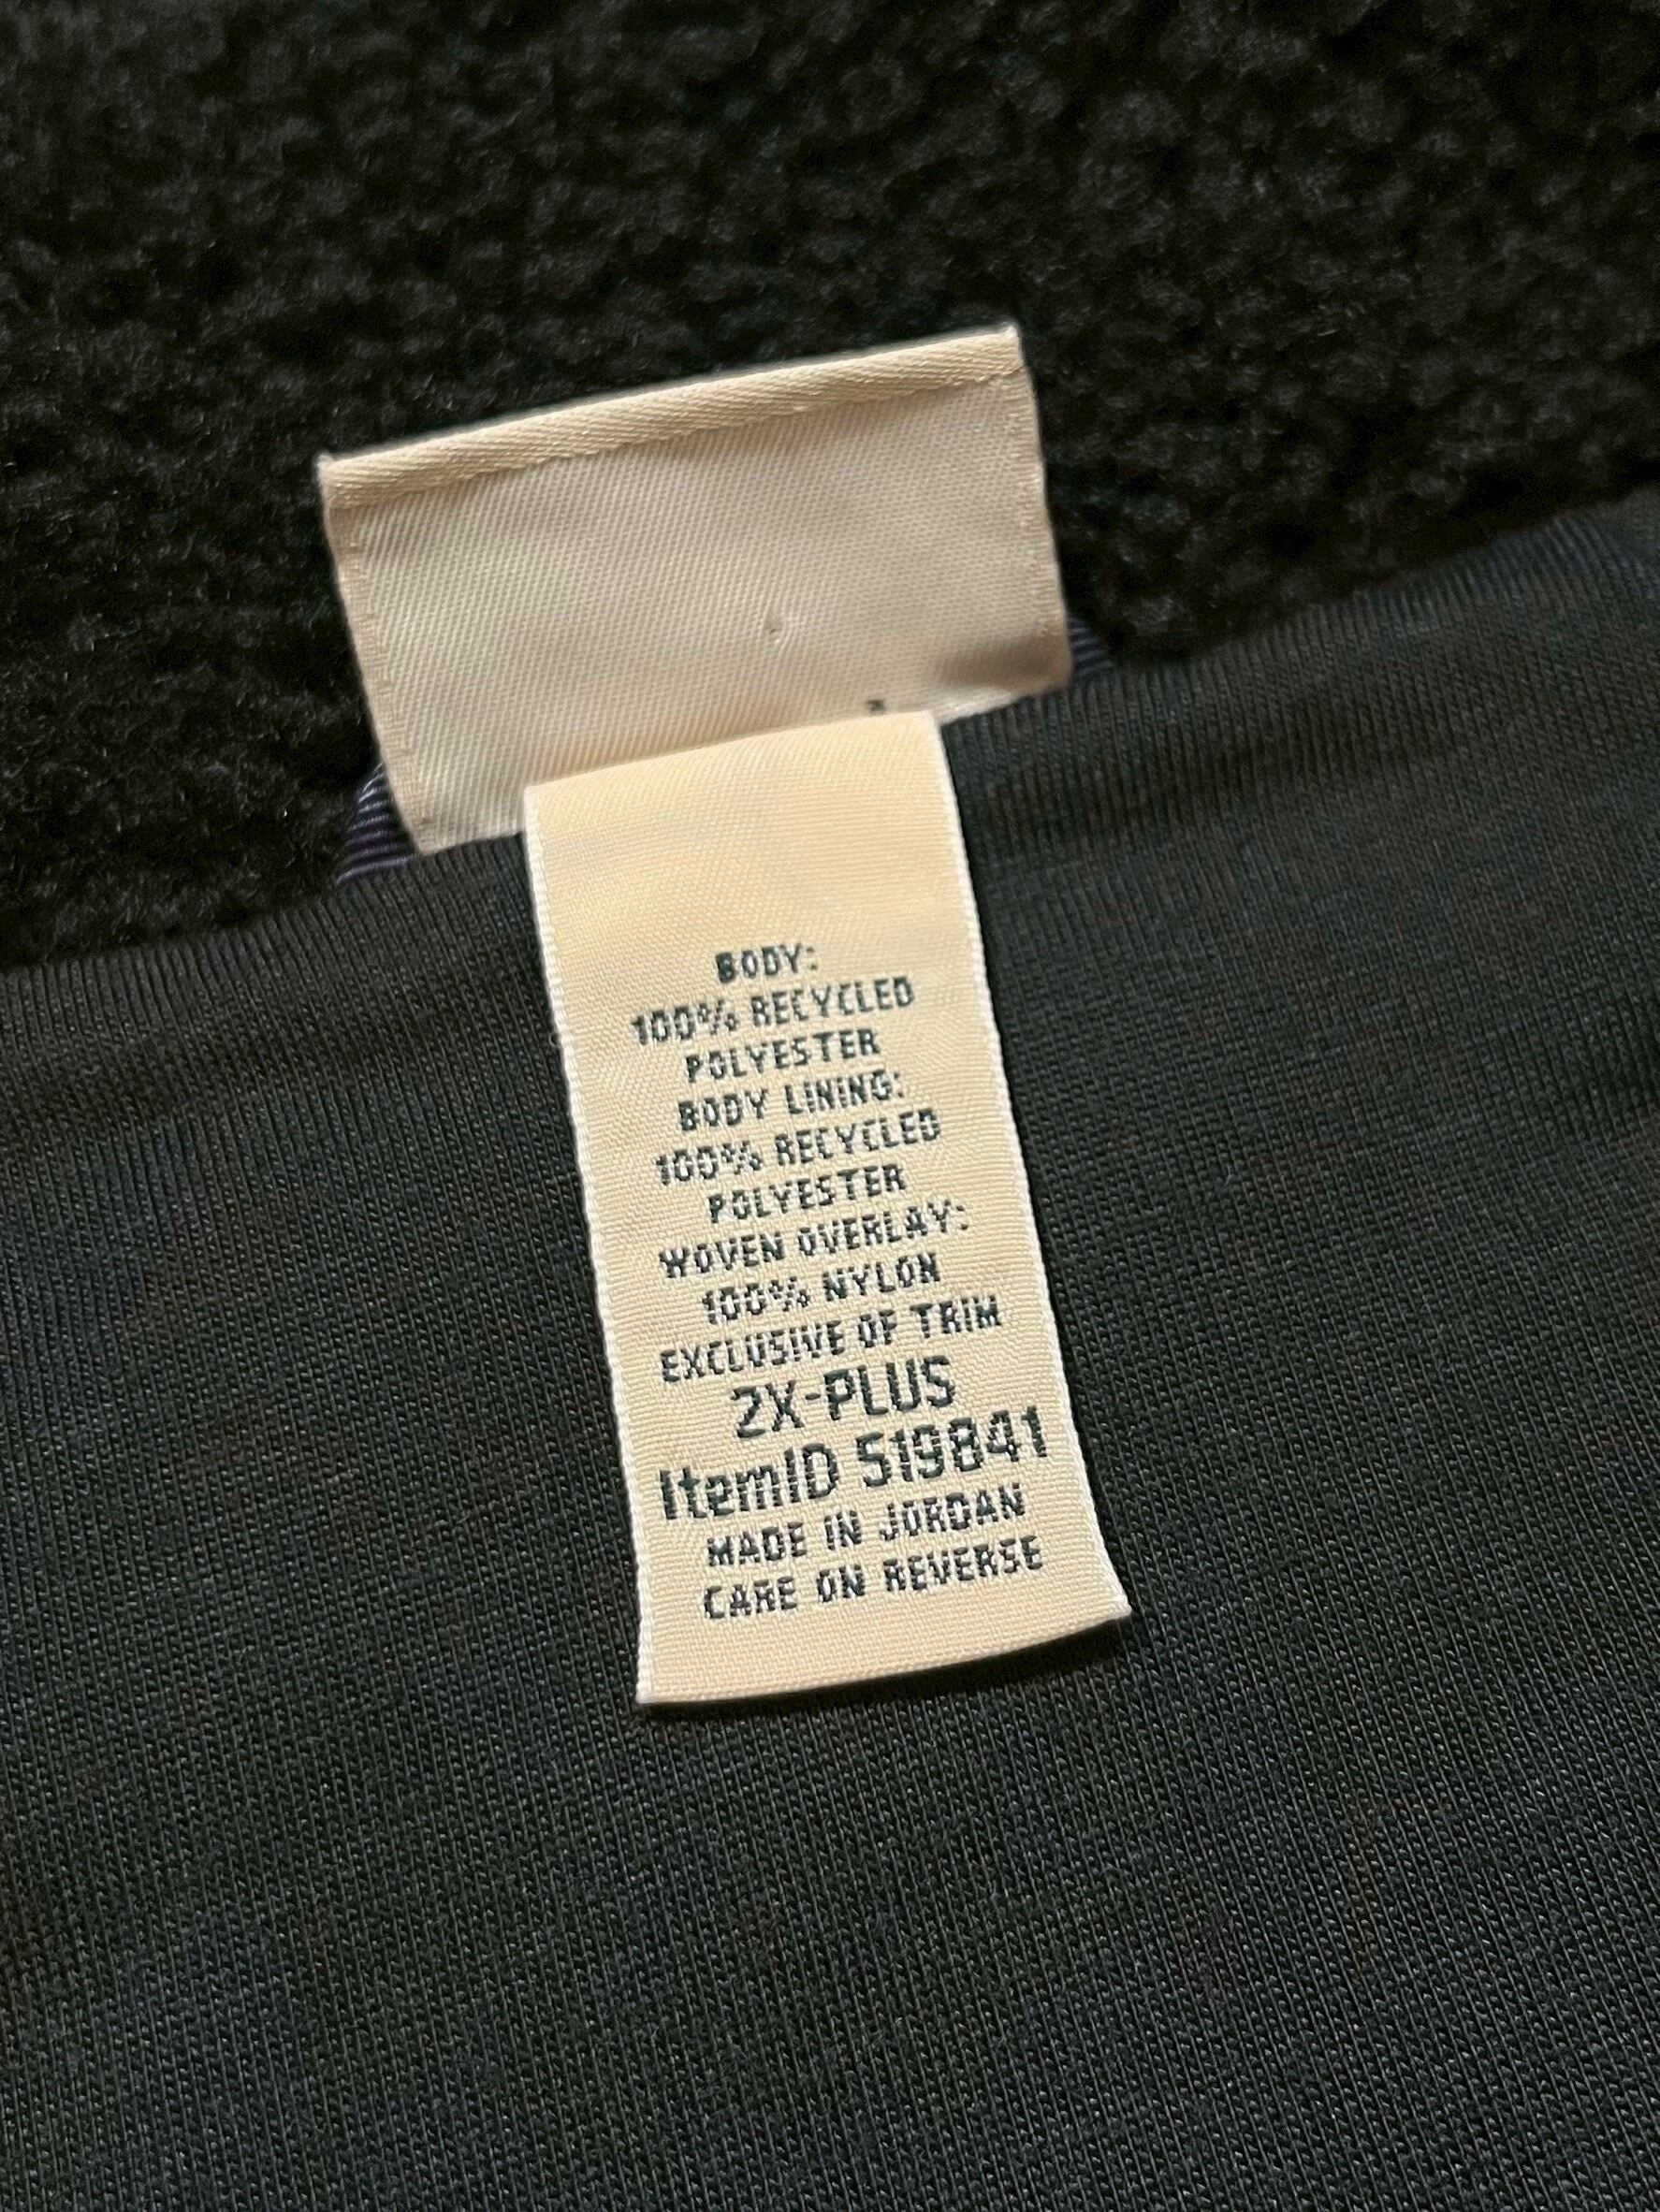 BODY:
100% RECYCLED
POLYESTER
BODY LINING:
100% RECYCLED
POLYESTER
WOVEN OVERLAY:
100% NYLON
EXCLUSIVE OF TRIM
2X-PLUS
ItemID 519841
MADE IN JORDAN
CARE ON REVERSE